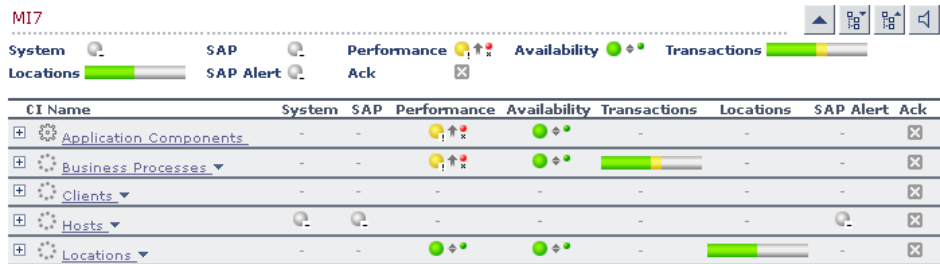 MI7
System SAP Performance Availability Transactions
Locations SAP Alert Ack
CI Name System SAP Performance Availability Transactions Locations SAP Alert Ack
Application Components - - - - -
Business Processes - - - -
Clients - - - - - - -
Hosts - - - -
Locations - - - -